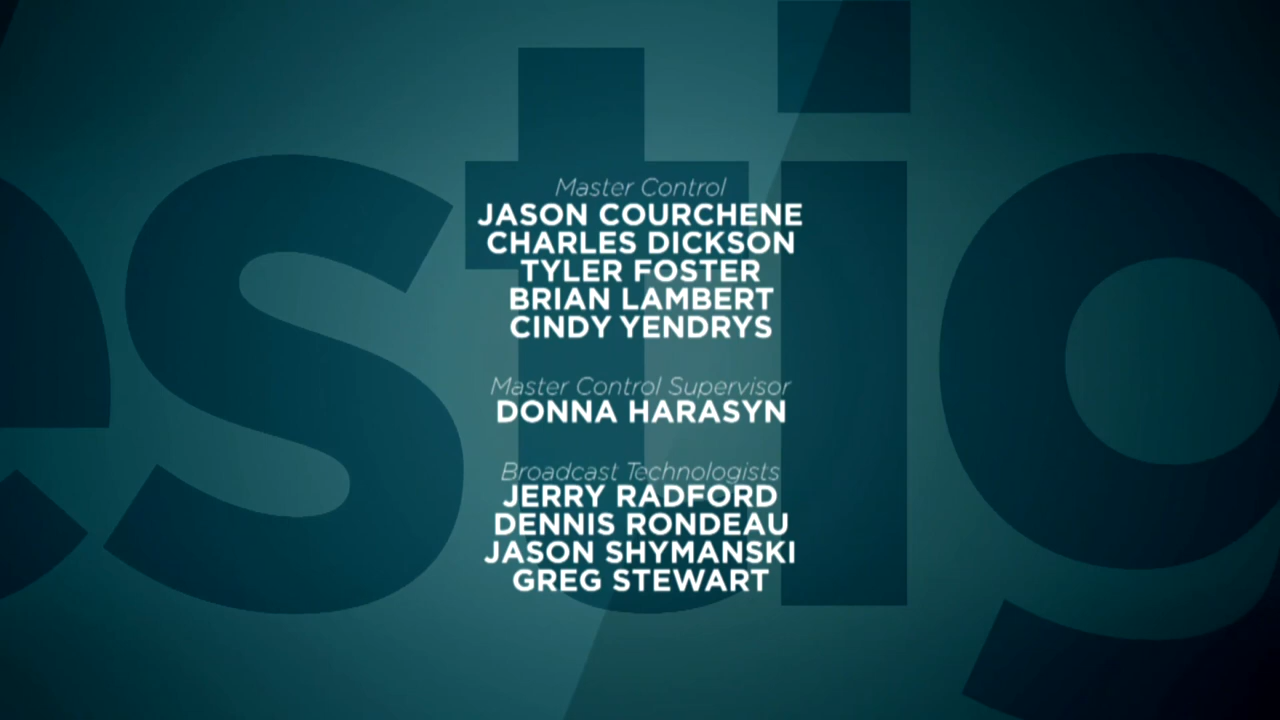 estig
Master Control
JASON COURCHENE
CHARLES DICKSON
TYLER FOSTER
BRIAN LAMBERT
CINDY YENDRYS
Master Control Supervisor
DONNA HARASYN
Broadcast Technologists
JERRY RADFORD
DENNIS RONDEAU
JASON SHYMANSKI
GREG STEWART